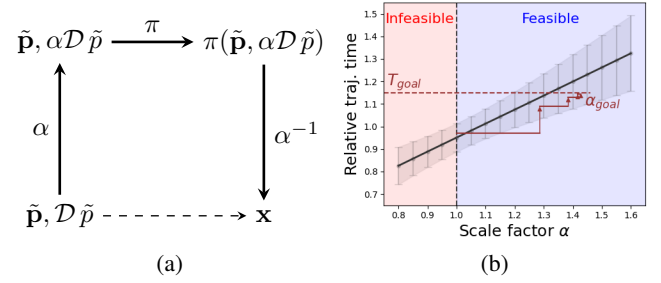 p̃, α𝒟 p̃
π
π(p̃, α𝒟 p̃)
α
α⁻¹
p̃, 𝒟 p̃
x
(a)
Infeasible
Feasible
T_goal
α_goal
Relative traj. time
1.5
1.4
1.3
1.2
1.1
1.0
0.9
0.8
0.7
0.8 0.9 1.0 1.1 1.2 1.3 1.4 1.5 1.6
Scale factor α
(b)